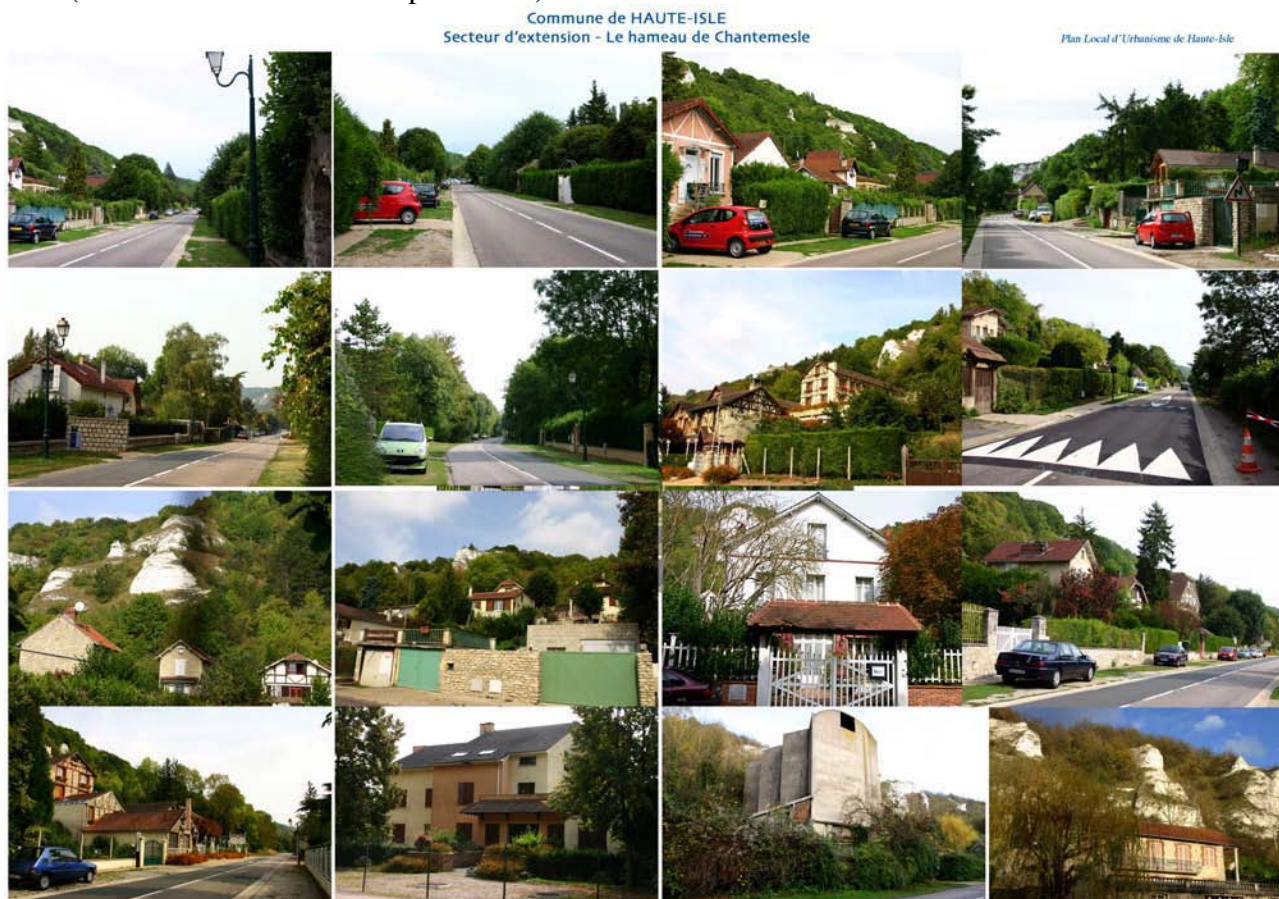 Commune de HAUTE-ISLE
Secteur d'extension - Le hameau de Chantemesle
Plan Local d'Urbanisme de Haute-Isle